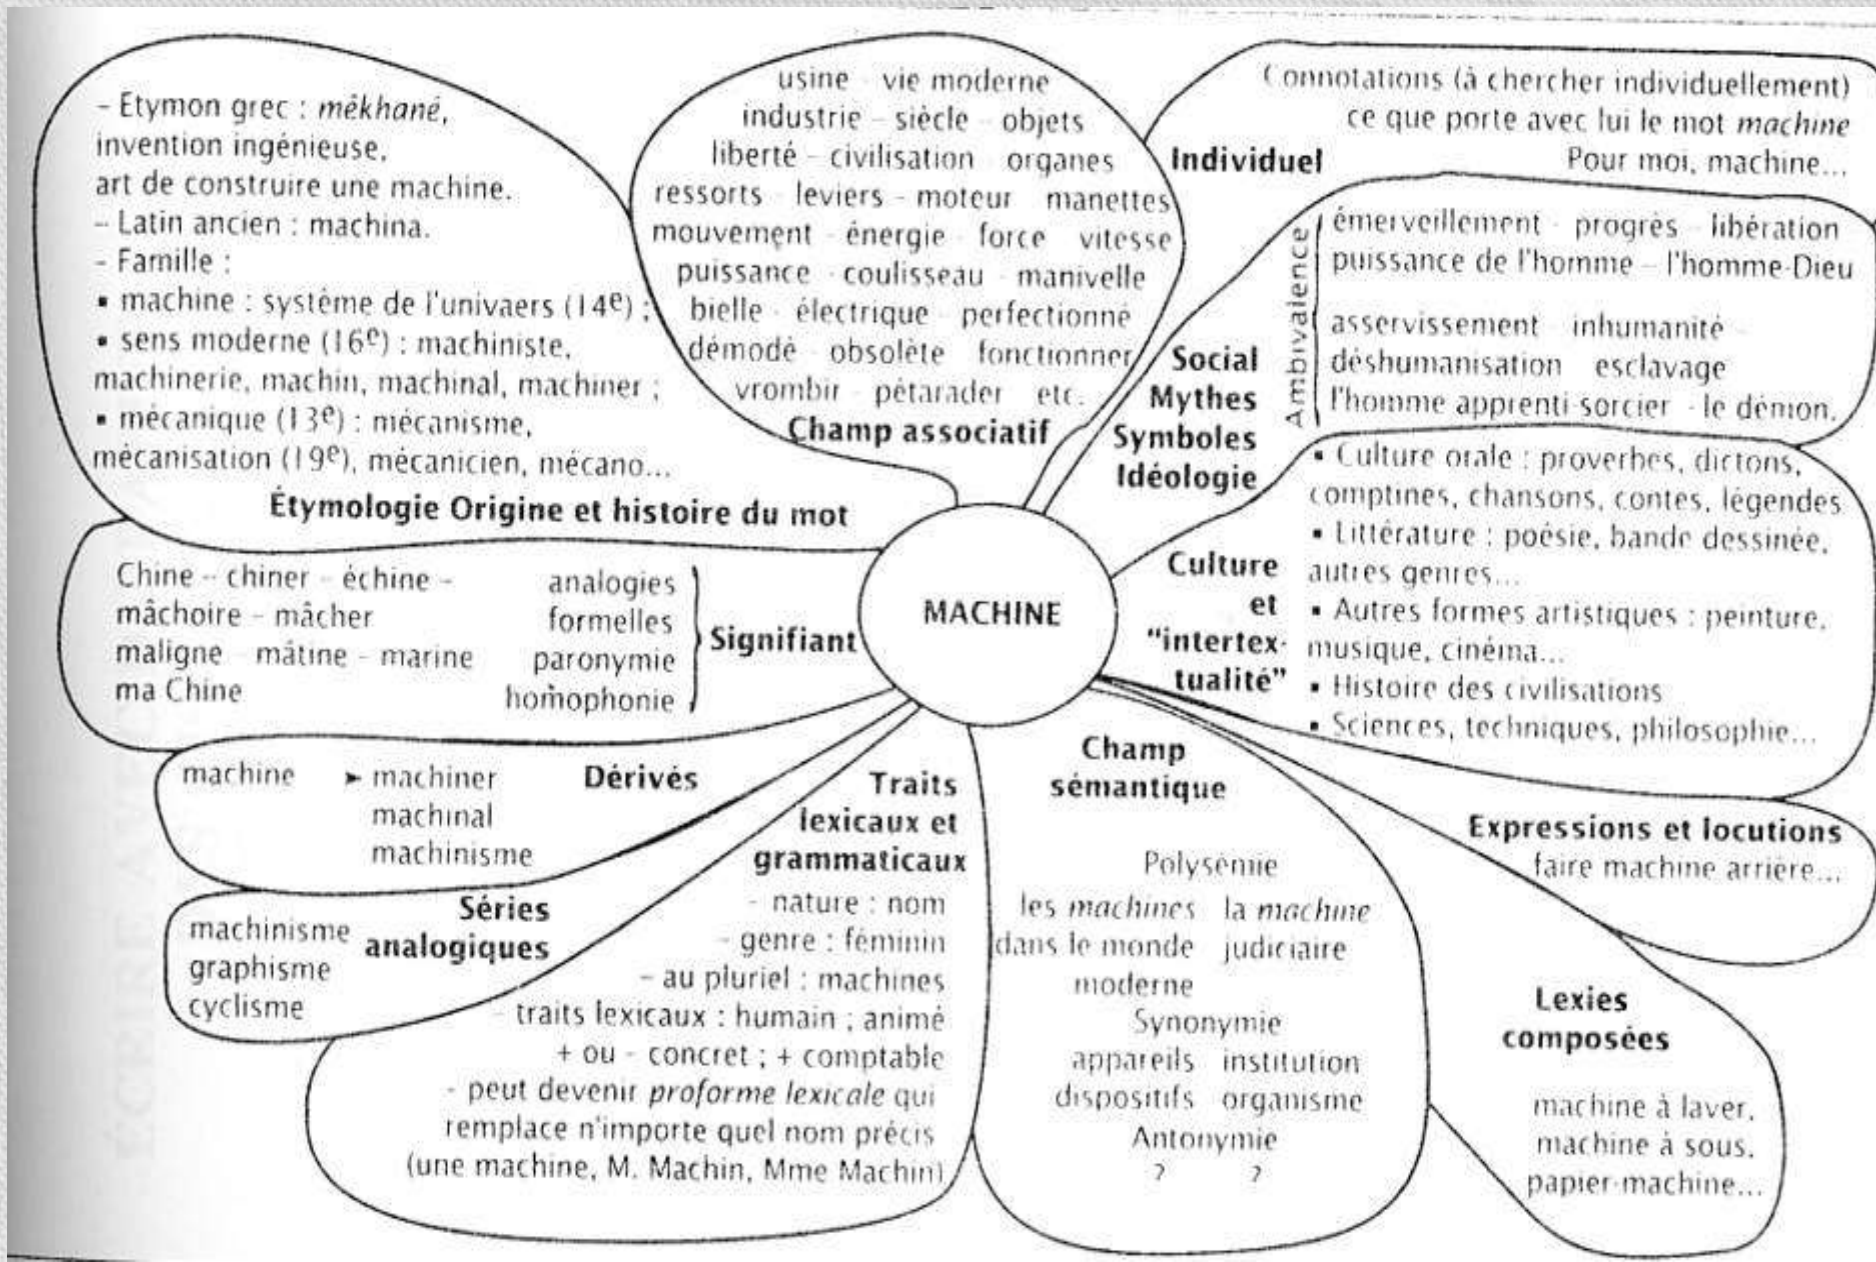 - Etymon grec : mêkhané,
invention ingénieuse,
art de construire une machine.
- Latin ancien : machina.
- Famille :
▪ machine : système de l'univaers (14e) ;
▪ sens moderne (16e) : machiniste,
machinerie, machin, machinal, machiner ;
▪ mécanique (13e) : mécanisme,
mécanisation (19e), mécanicien, mécano...
Étymologie Origine et histoire du mot
usine - vie moderne
industrie - siècle - objets
liberté - civilisation - organes
ressorts - leviers - moteur - manettes
mouvement - énergie - force - vitesse
puissance - coulisseau - manivelle
bielle - électrique - perfectionné
démodé - obsolète - fonctionner
vrombir - pétarader - etc.
Champ associatif
Connotations (à chercher individuellement)
ce que porte avec lui le mot machine
Pour moi, machine...
Individuel
émerveillement - progrès - libération
puissance de l'homme - l'homme-Dieu
asservissement - inhumanité -
déshumanisation - esclavage
l'homme apprenti-sorcier - le démon.
Ambivalence
Social
Mythes
Symboles
Idéologie
▪ Culture orale : proverbes, dictons,
comptines, chansons, contes, légendes
▪ Littérature : poésie, bande dessinée,
autres genres...
▪ Autres formes artistiques : peinture,
musique, cinéma...
▪ Histoire des civilisations
▪ Sciences, techniques, philosophie...
Culture
et
"intertex-
tualité"
MACHINE
Chine - chiner - échine -
mâchoire - mâcher
maligne - mâtine - marine
ma Chine
analogies
formelles
paronymie
homophonie
Signifiant
machine ➤ machiner
machinal
machinisme
Dérivés
Séries
analogiques
machinisme
graphisme
cyclisme
Traits
lexicaux et
grammaticaux
- nature : nom
- genre : féminin
- au pluriel : machines
- traits lexicaux : humain ; animé
+ ou - concret ; + comptable
- peut devenir proforme lexicale qui
remplace n'importe quel nom précis
(une machine, M. Machin, Mme Machin)
Champ
sémantique
Polysémie
les machines la machine
dans le monde judiciaire
moderne
Synonymie
appareils institution
dispositifs organisme
Antonymie
? ?
Expressions et locutions
faire machine arrière...
Lexies
composées
machine à laver,
machine à sous,
papier-machine...